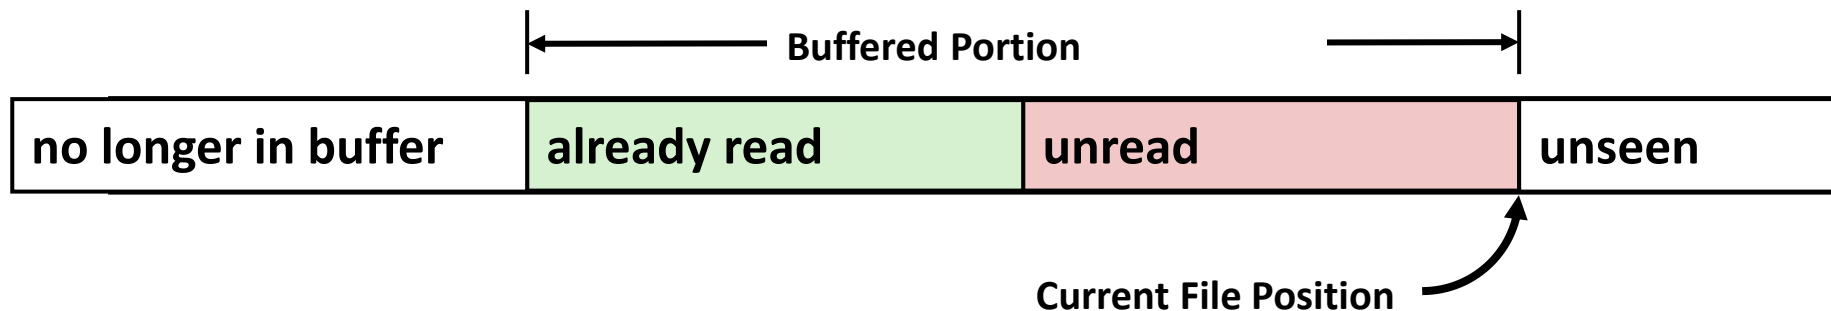 Buffered Portion
no longer in buffer
already read
unread
unseen
Current File Position